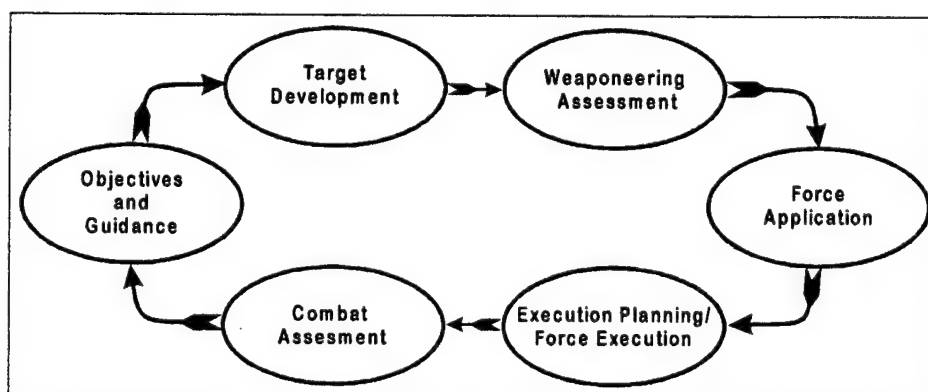 Target
Development
Weaponeering
Assessment
Objectives
and
Guidance
Force
Application
Combat
Assesment
Execution Planning/
Force Execution